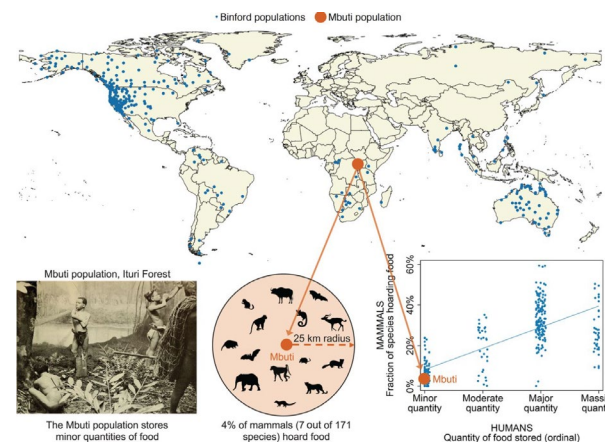 Binford populations
Mbuti population
Mbuti population, Ituri Forest
The Mbuti population stores
minor quantities of food
25 km radius
Mbuti
4% of mammals (7 out of 171
species) hoard food
MAMMALS
Fraction of species hoarding food
60%
40%
20%
0%
Mbuti
Minor
quantity
Moderate
quantity
Major
quantity
Massi
quantit
HUMANS
Quantity of food stored (ordinal)